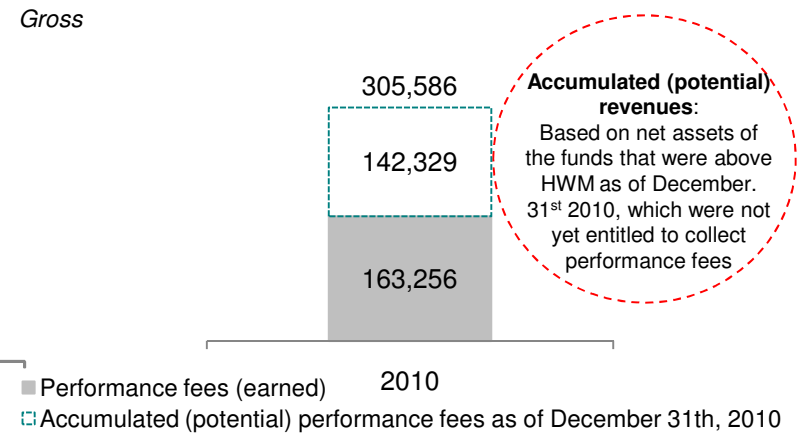 Gross
305,586
142,329
163,256
Accumulated (potential)
revenues:
Based on net assets of
the funds that were above
HWM as of December.
31st 2010, which were not
yet entitled to collect
performance fees
2010
Performance fees (earned)
Accumulated (potential) performance fees as of December 31th, 2010